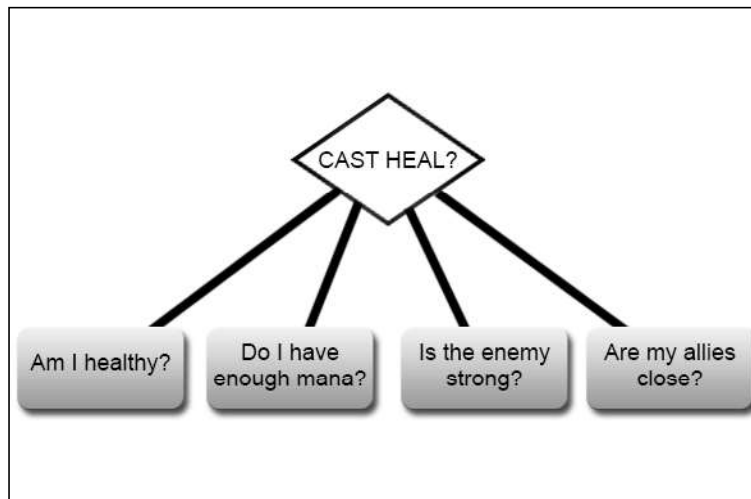 CAST HEAL?
Am I healthy?
Do I have
enough mana?
Is the enemy
strong?
Are my allies
close?